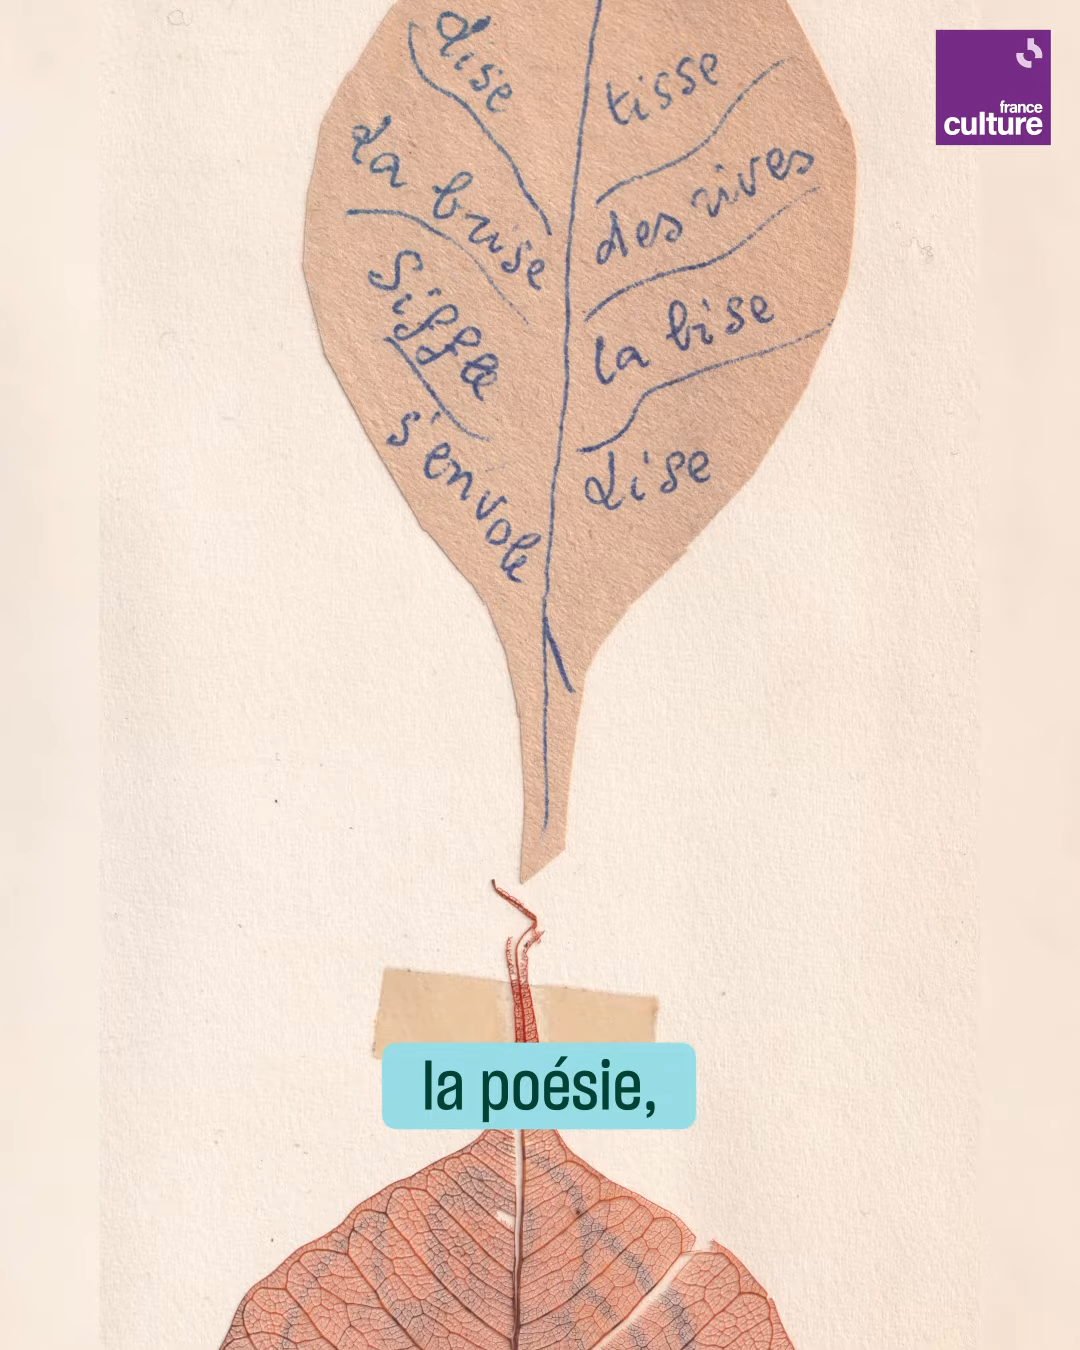 france
culture
dise
la brise
siffle
s'envole
tisse
des rives
la bise
dise
la poésie,